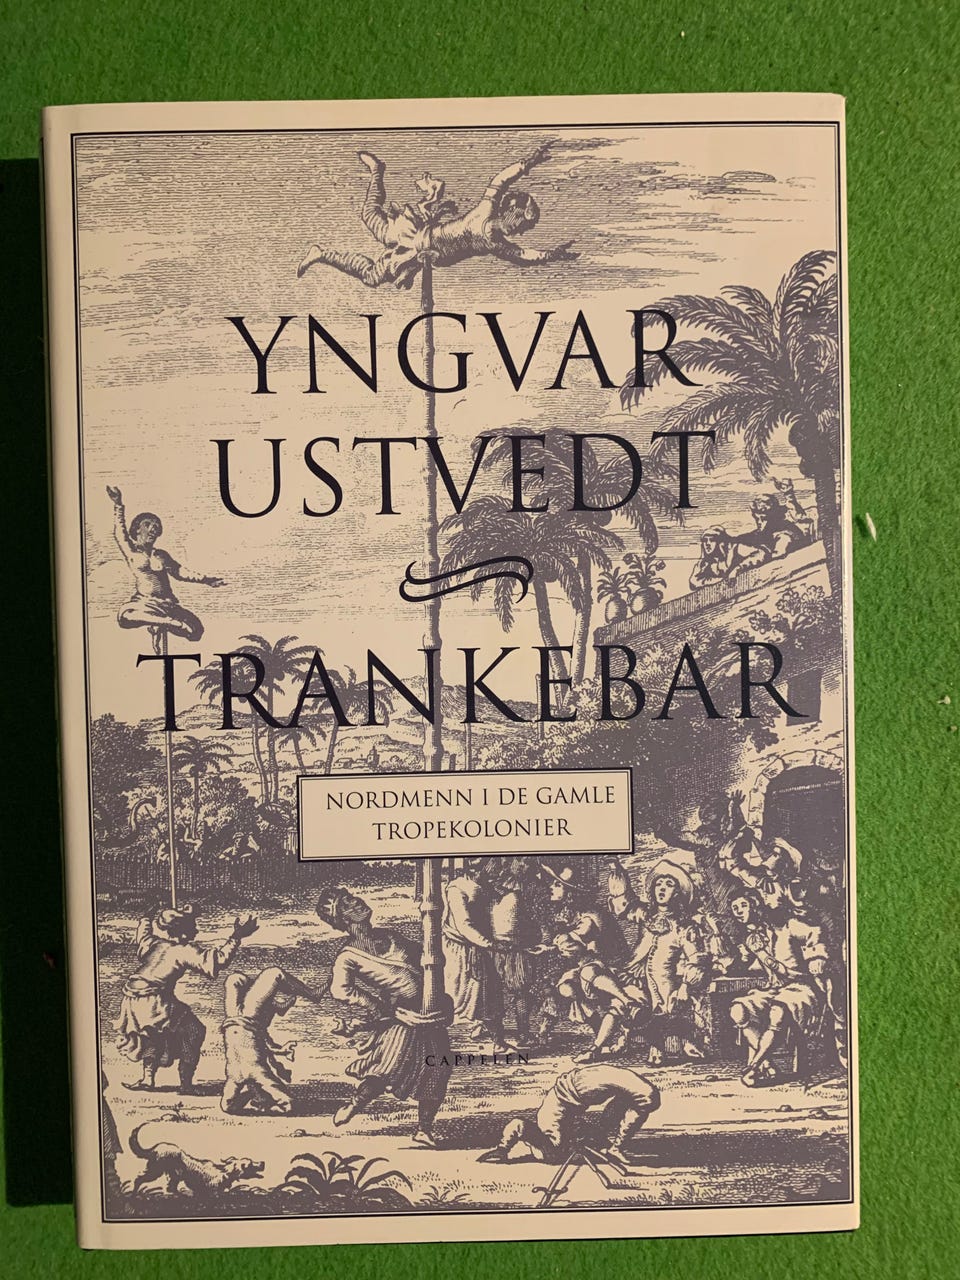 YNGVAR
USTVEDT
TRANKEBAR
NORDMENN I DE GAMLE
TROPEKOLONIER
CAPPELEN